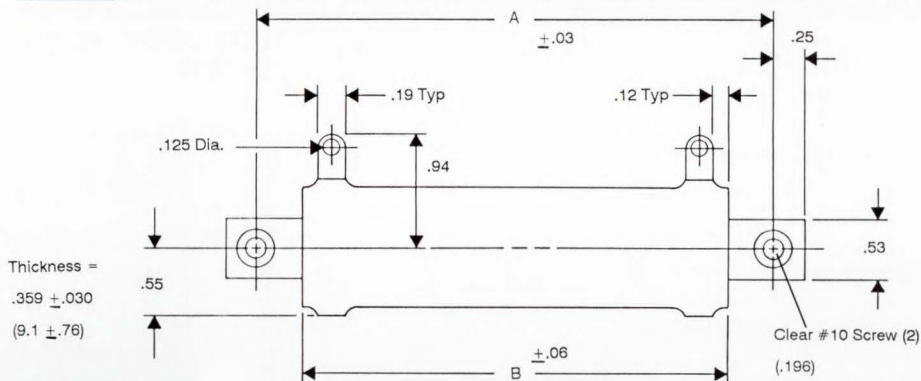 A
±.03
.25
.19 Typ
.12 Typ
.125 Dia.
.94
Thickness =
.359 ±.030
(9.1 ±.76)
.55
.53
Clear #10 Screw (2)
(.196)
±.06
B